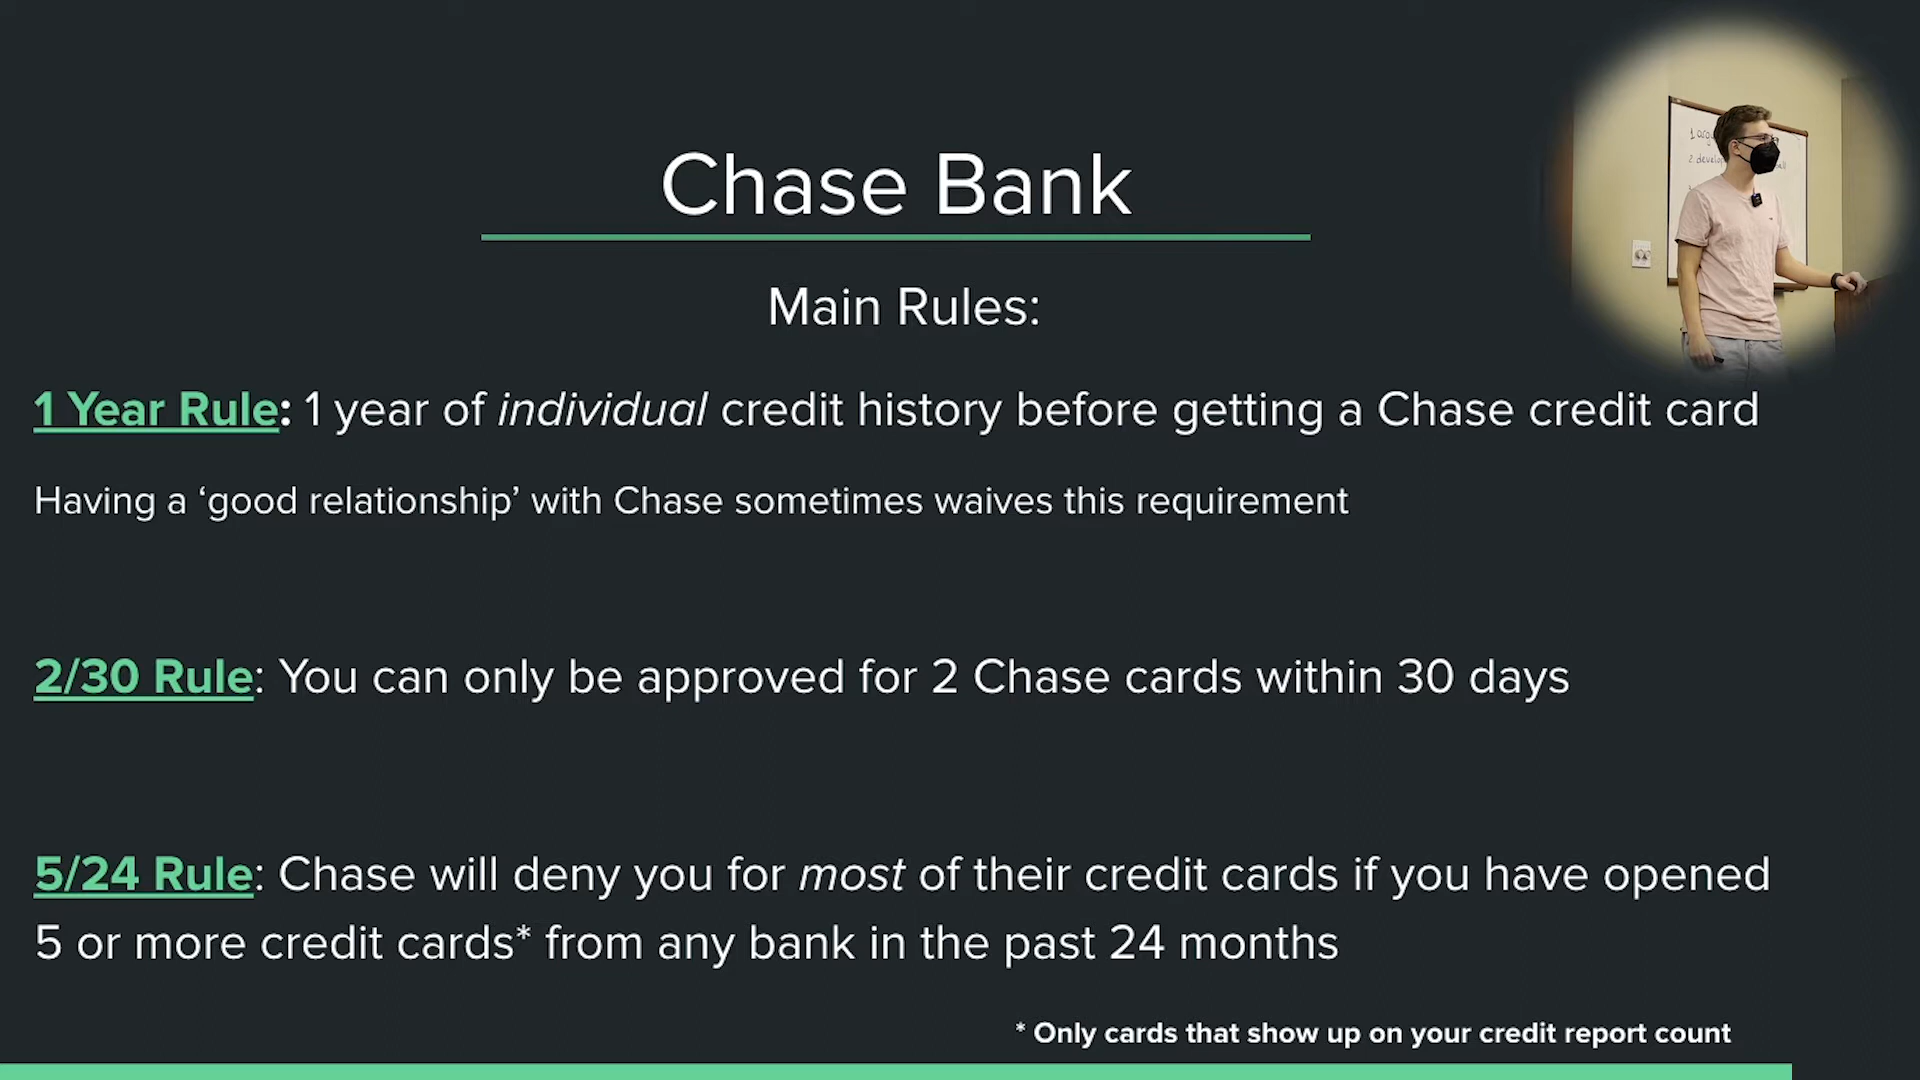 Chase Bank
Main Rules:
1 Year Rule: 1 year of individual credit history before getting a Chase credit card
Having a ‘good relationship’ with Chase sometimes waives this requirement
2/30 Rule: You can only be approved for 2 Chase cards within 30 days
5/24 Rule: Chase will deny you for most of their credit cards if you have opened
5 or more credit cards* from any bank in the past 24 months
* Only cards that show up on your credit report count